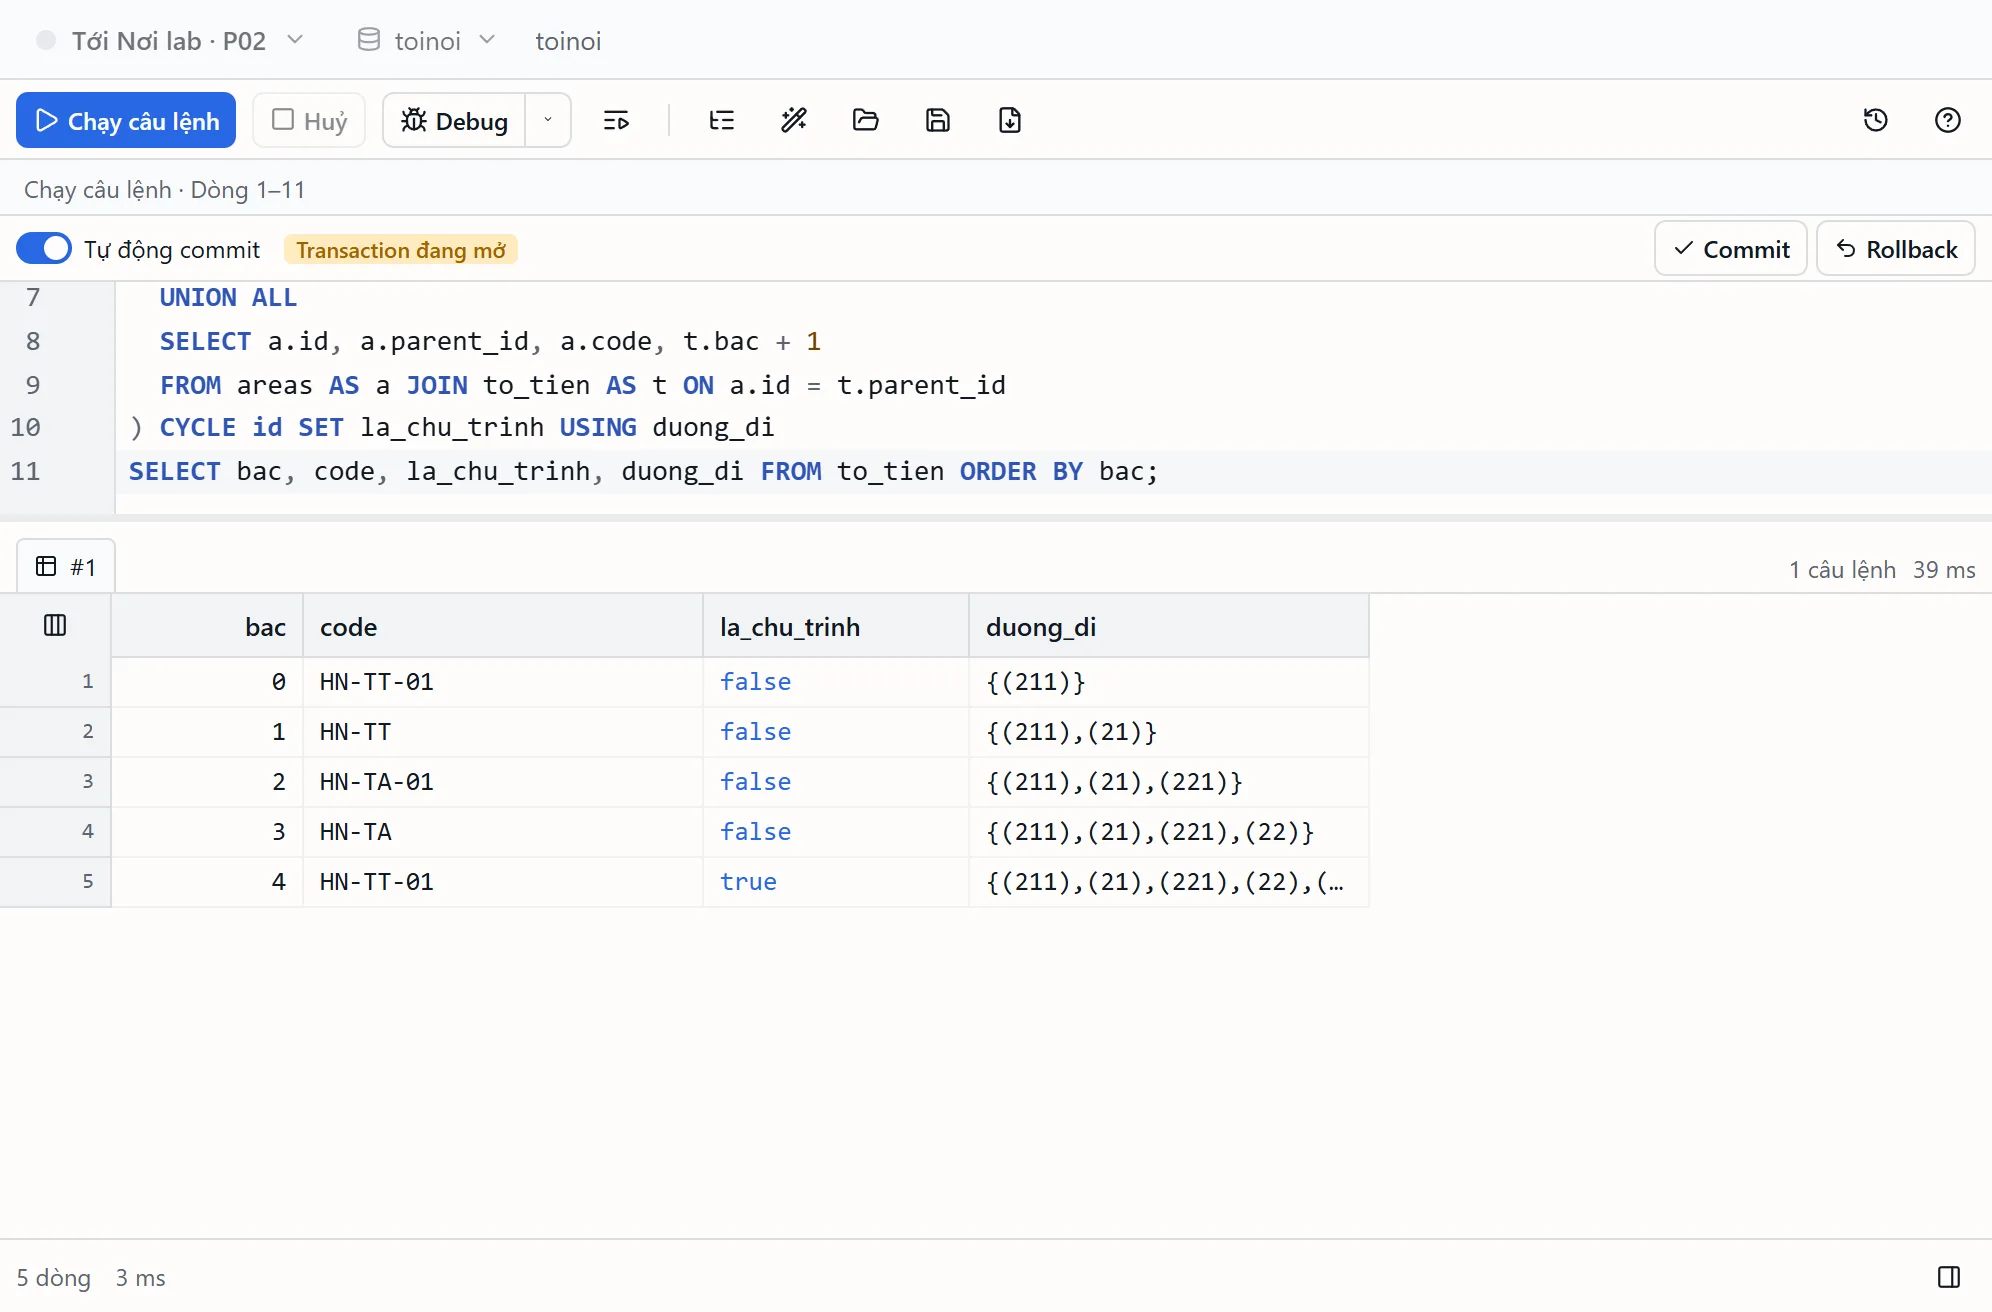 Tới Nơi lab · P02 toinoi toinoi
Chạy câu lệnh Huỷ Debug
Chạy câu lệnh · Dòng 1–11
Tự động commit Transaction đang mở Commit Rollback
7 UNION ALL
8 SELECT a.id, a.parent_id, a.code, t.bac + 1
9 FROM areas AS a JOIN to_tien AS t ON a.id = t.parent_id
10 ) CYCLE id SET la_chu_trinh USING duong_di
11 SELECT bac, code, la_chu_trinh, duong_di FROM to_tien ORDER BY bac;
#1 1 câu lệnh 39 ms
bac code la_chu_trinh duong_di
1 0 HN-TT-01 false {(211)}
2 1 HN-TT false {(211),(21)}
3 2 HN-TA-01 false {(211),(21),(221)}
4 3 HN-TA false {(211),(21),(221),(22)}
5 4 HN-TT-01 true {(211),(21),(221),(22),(…
5 dòng 3 ms